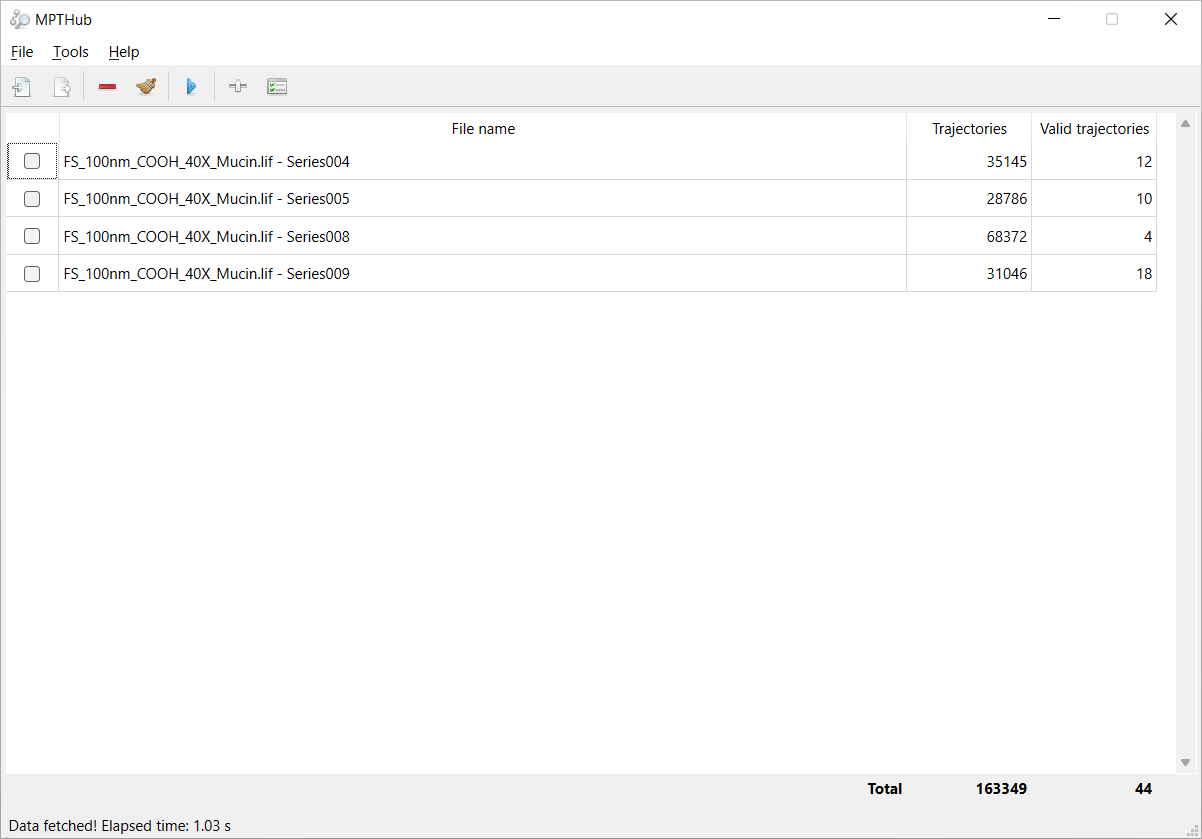 MPTHub
File Tools Help
File name Trajectories Valid trajectories
FS_100nm_COOH_40X_Mucin.lif - Series004 35145 12
FS_100nm_COOH_40X_Mucin.lif - Series005 28786 10
FS_100nm_COOH_40X_Mucin.lif - Series008 68372 4
FS_100nm_COOH_40X_Mucin.lif - Series009 31046 18
Total 163349 44
Data fetched! Elapsed time: 1.03 s